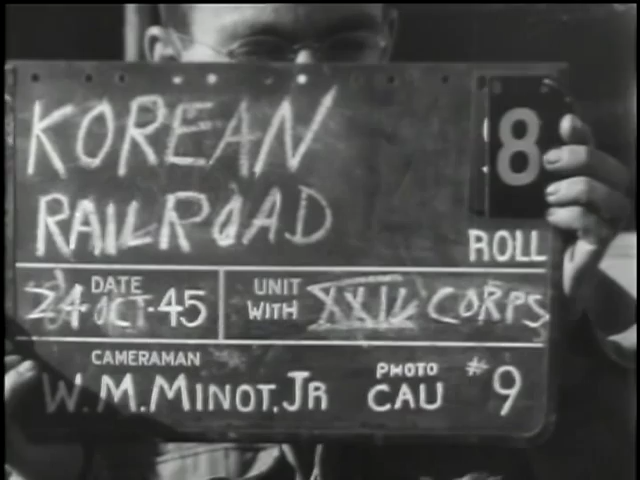 KOREAN
RAILROAD
8
ROLL
DATE
24 OCT-45
UNIT
WITH
XXIV CORPS
CAMERAMAN
W. M. MINOT, JR
PHOTO
CAU
#9